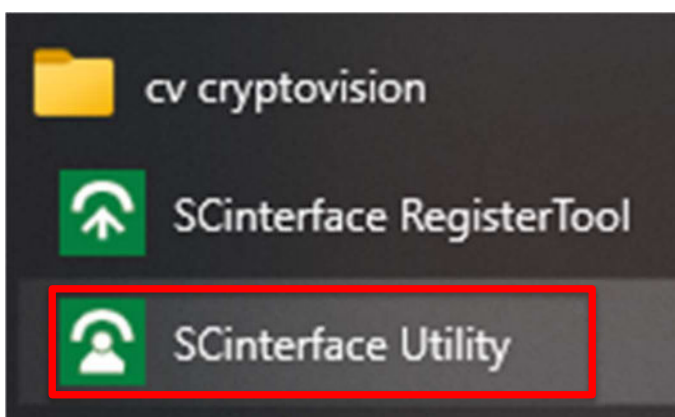 cv cryptovision
SCinterface RegisterTool
SCinterface Utility